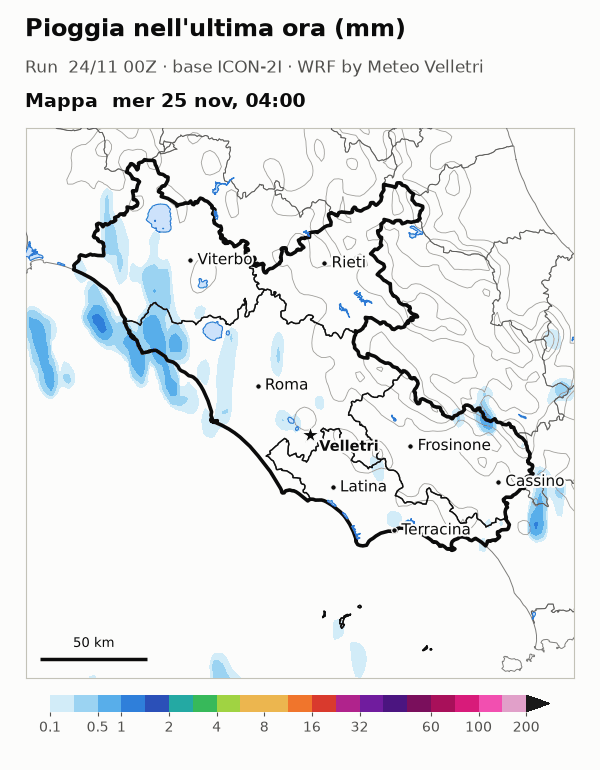 Pioggia nell'ultima ora (mm)
Run 24/11 00Z · base ICON-2I · WRF by Meteo Velletri
Mappa mer 25 nov, 04:00
Viterbo
Rieti
Roma
Velletri
Frosinone
Latina
Cassino
Terracina
50 km
0.1 0.5 1 2 4 8 16 32 60 100 200